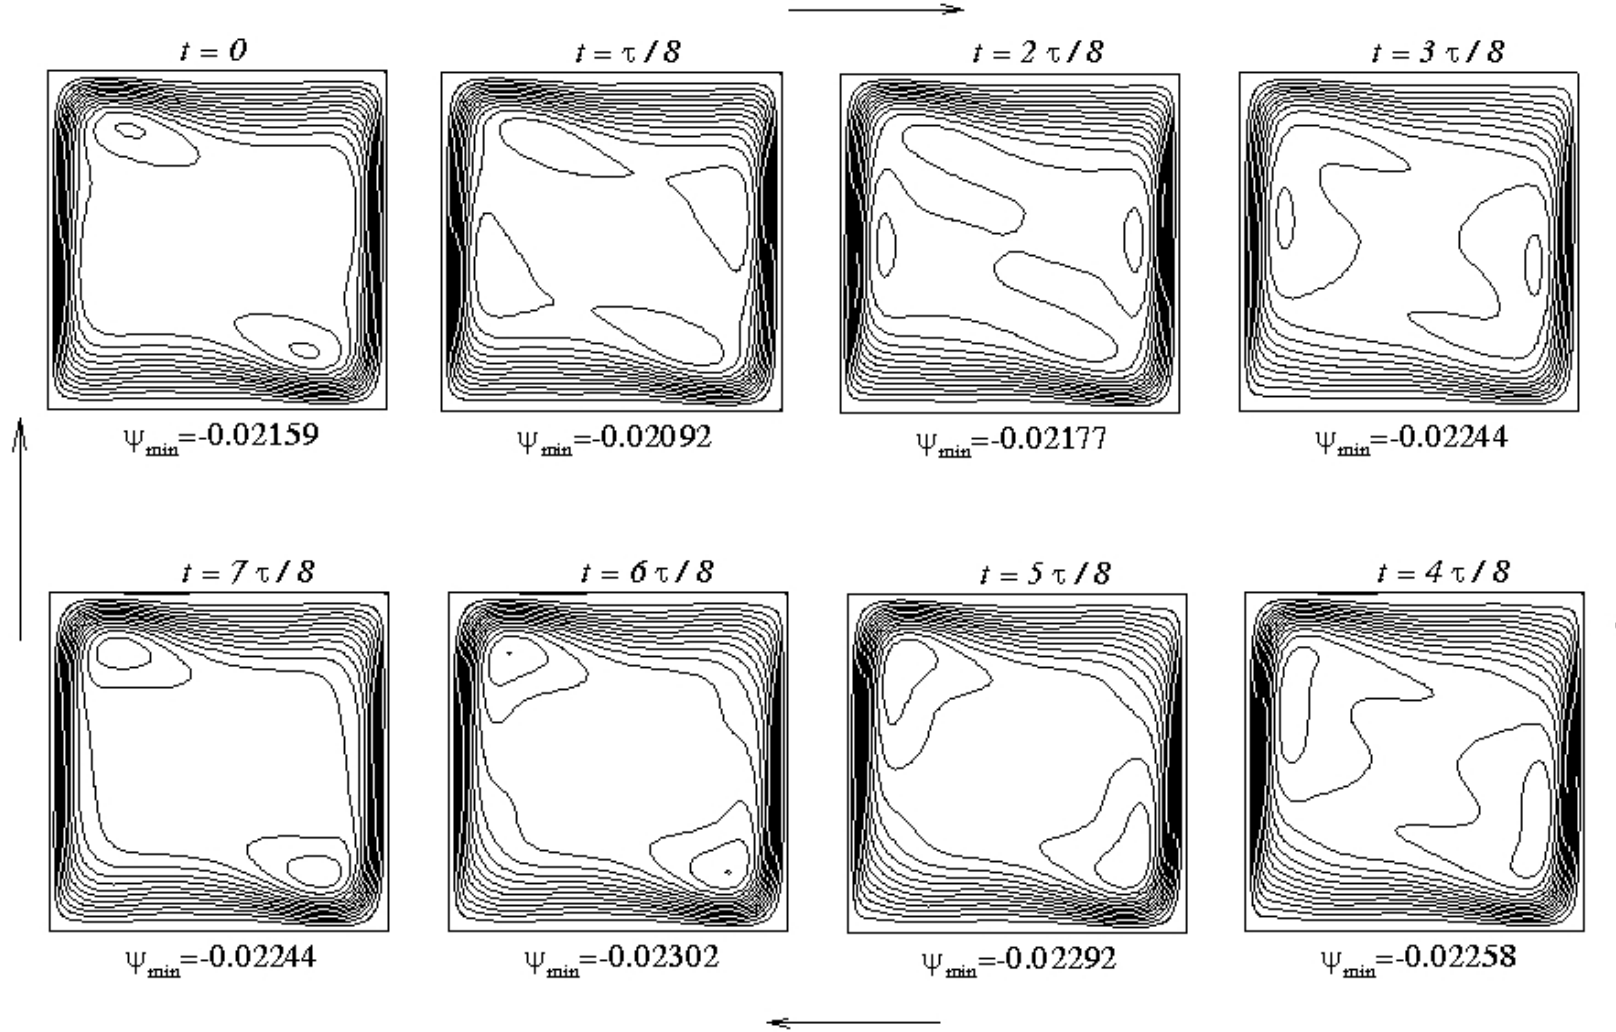 t = 0
t = τ / 8
t = 2 τ / 8
t = 3 τ / 8
ψmin=-0.02159
ψmin=-0.02092
ψmin=-0.02177
ψmin=-0.02244
t = 7 τ / 8
t = 6 τ / 8
t = 5 τ / 8
t = 4 τ / 8
ψmin=-0.02244
ψmin=-0.02302
ψmin=-0.02292
ψmin=-0.02258